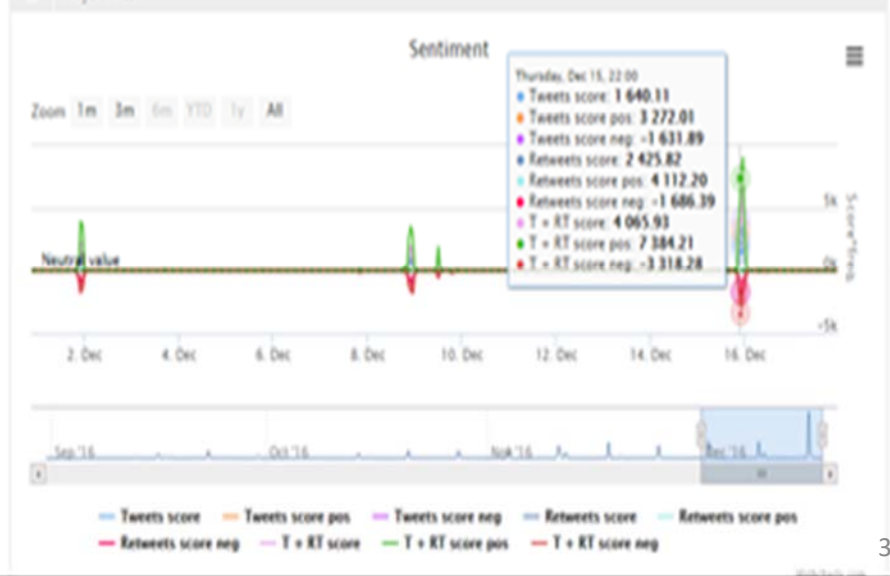 Sentiment
Zoom 1m 3m 6m YTD 1y All
Thursday, Dec 15, 22:00
Tweets score: 1 640.11
Tweets score pos: 3 272.01
Tweets score neg: -1 631.89
Retweets score: 2 425.82
Retweets score pos: 4 112.20
Retweets score neg: -1 686.39
T + RT score: 4 065.93
T + RT score pos: 7 384.21
T + RT score neg: -3 318.28
5k
Neutral value
0k
-5k
2. Dec 4. Dec 6. Dec 8. Dec 10. Dec 12. Dec 14. Dec 16. Dec
Sep '16 Oct '16 Nov '16 Dec '16
Tweets score Tweets score pos Tweets score neg Retweets score Retweets score pos
Retweets score neg T + RT score T + RT score pos T + RT score neg
3